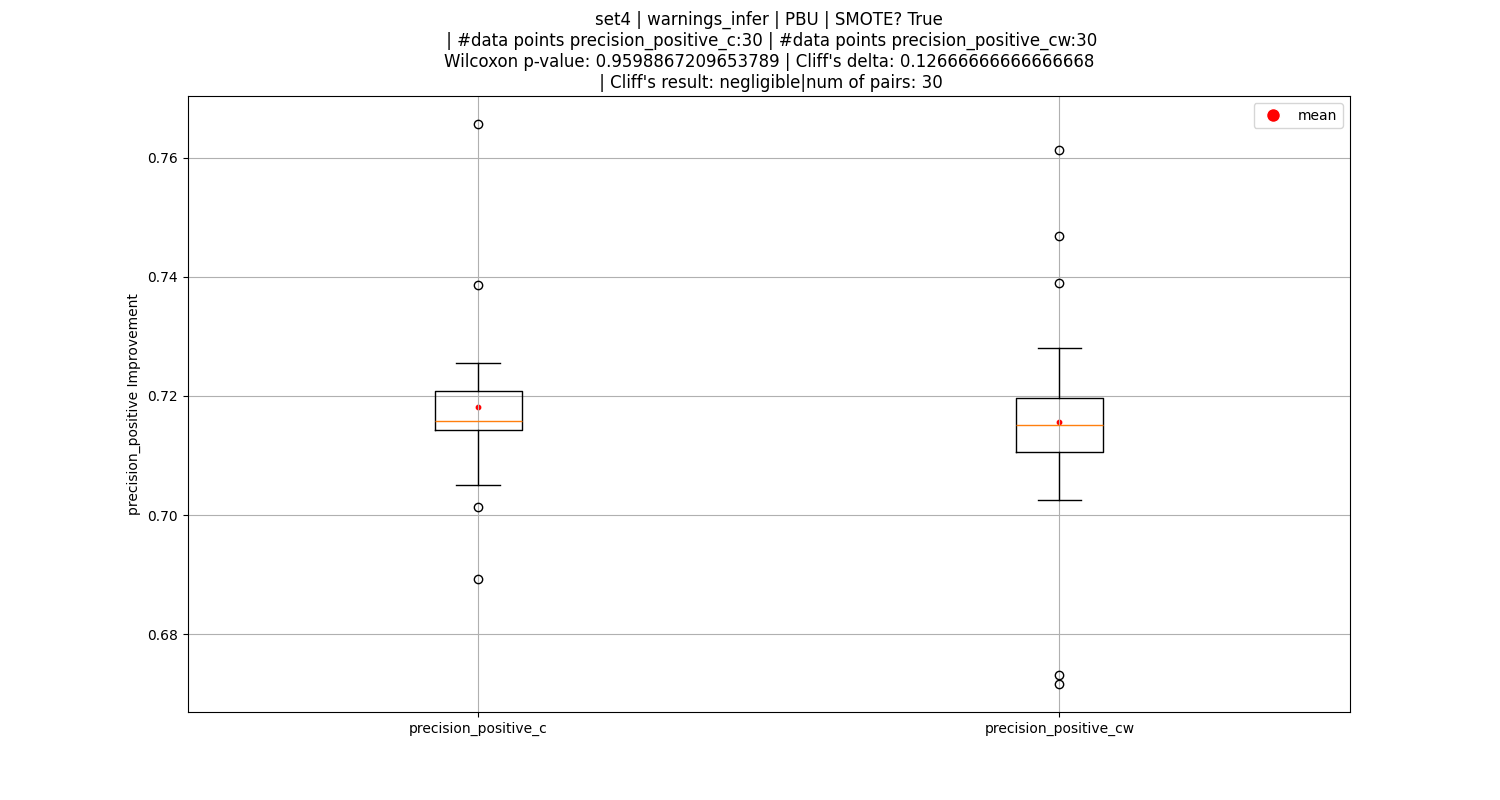 set4 | warnings_infer | PBU | SMOTE? True
| #data points precision_positive_c:30 | #data points precision_positive_cw:30
Wilcoxon p-value: 0.9598867209653789 | Cliff's delta: 0.12666666666666668
| Cliff's result: negligible|num of pairs: 30
mean
0.76
0.74
0.72
0.70
0.68
precision_positive Improvement
precision_positive_c
precision_positive_cw